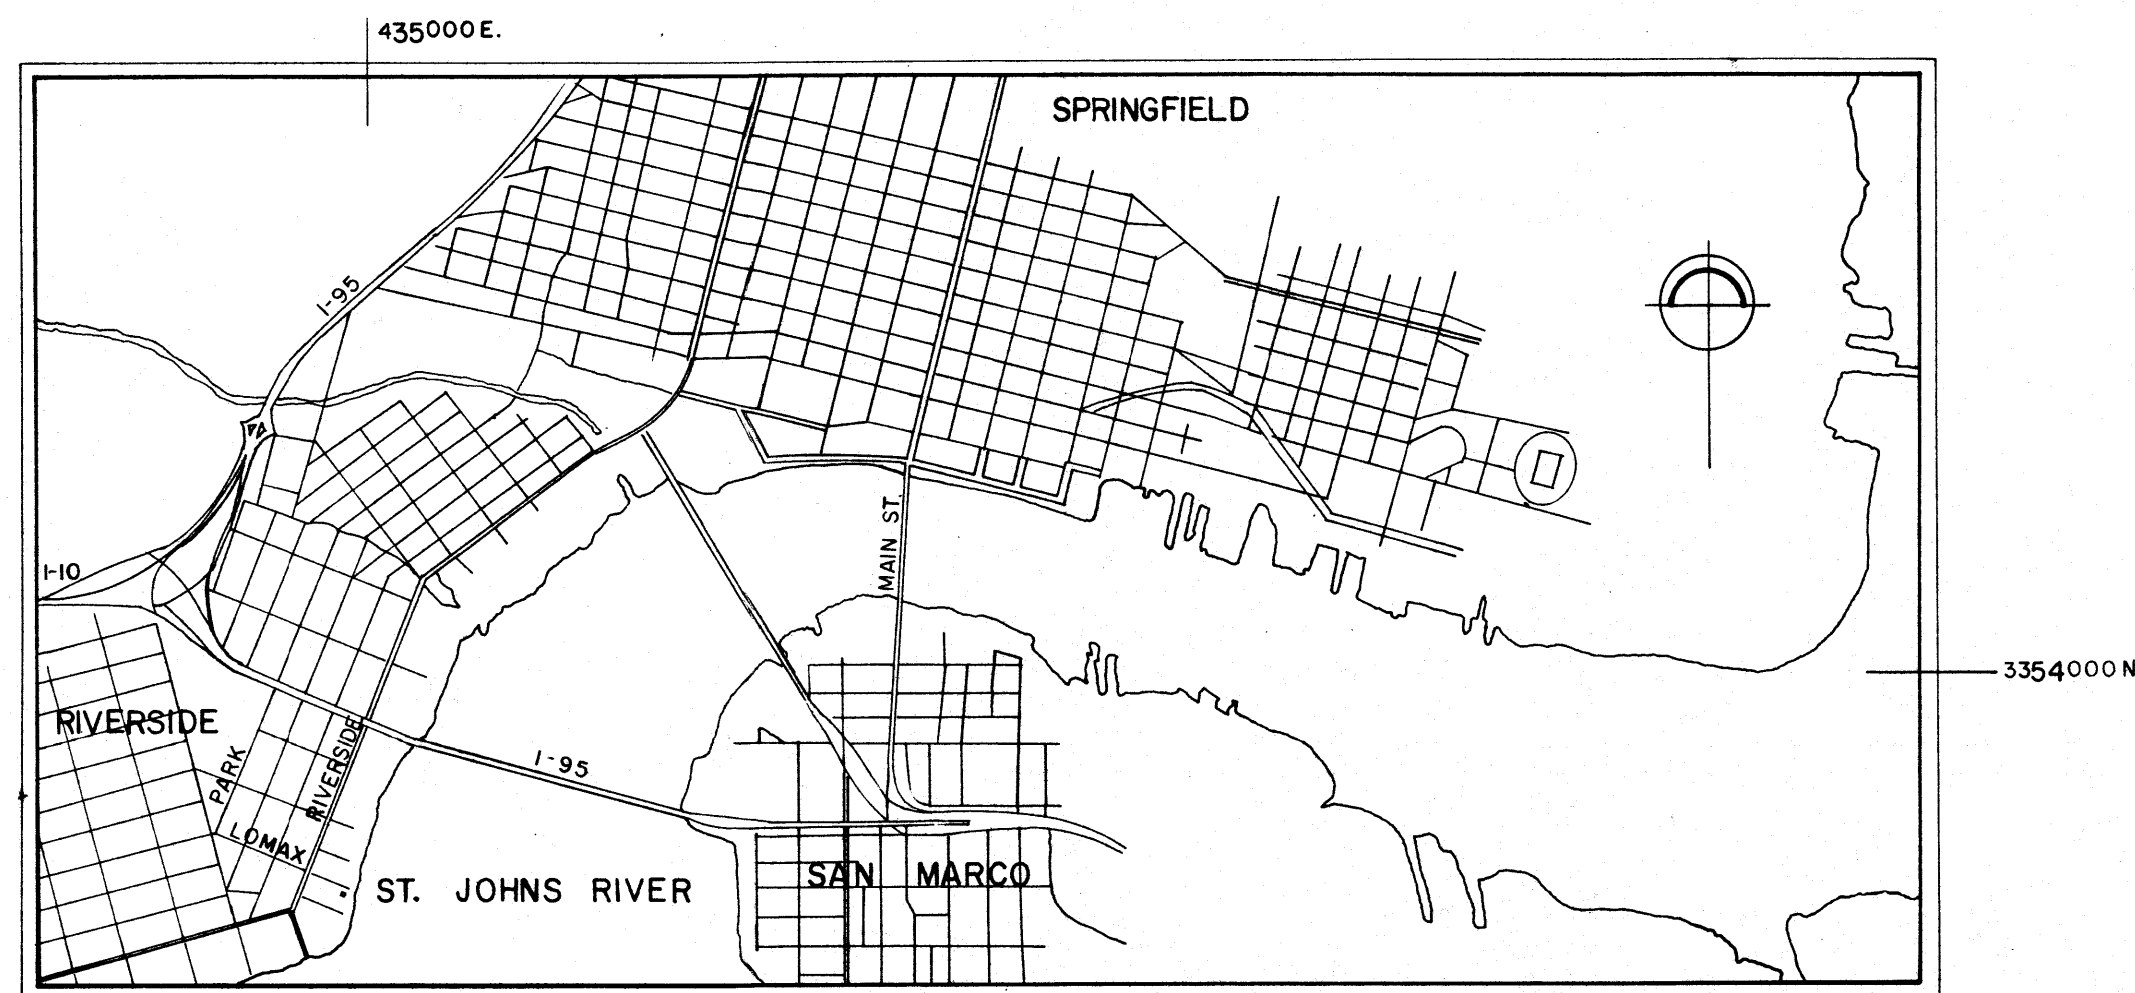 435000E.
SPRINGFIELD
I-95
I-10
MAIN ST.
3354000N
RIVERSIDE
PARK
RIVERSIDE
I-95
LOMAX
SAN MARCO
ST. JOHNS RIVER